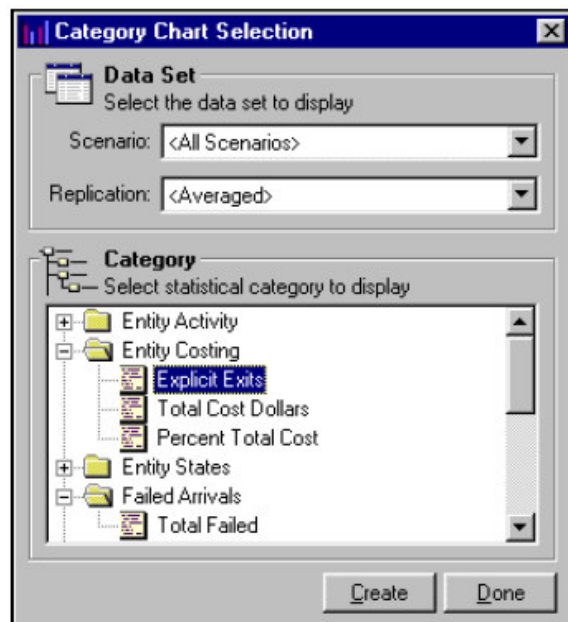 Category Chart Selection
Data Set
Select the data set to display
Scenario: <All Scenarios>
Replication: <Averaged>
Category
Select statistical category to display
Entity Activity
Entity Costing
Explicit Exits
Total Cost Dollars
Percent Total Cost
Entity States
Failed Arrivals
Total Failed
Create Done